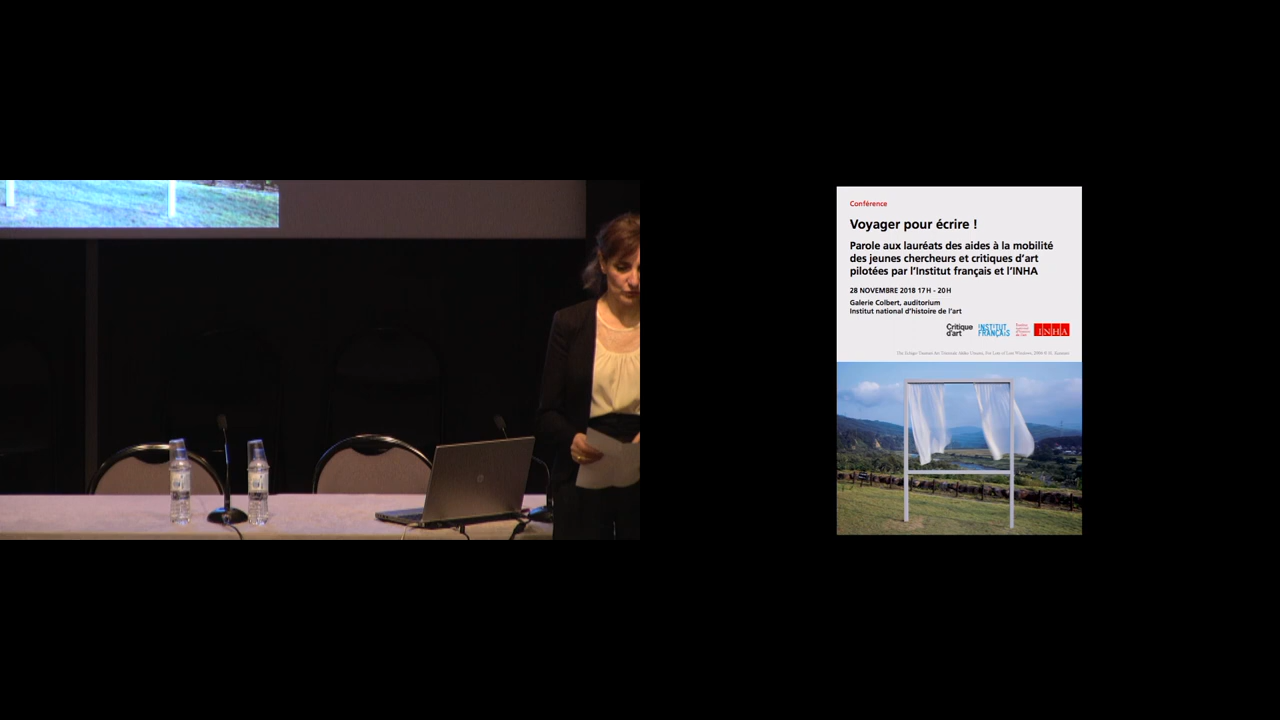 Conférence
Voyager pour écrire !
Parole aux lauréats des aides à la mobilité
des jeunes chercheurs et critiques d'art
pilotées par l'Institut français et l'INHA
28 NOVEMBRE 2018 17H - 20H
Galerie Colbert, auditorium
Institut national d'histoire de l'art
Critique
d'art
INSTITUT
FRANÇAIS
INHA